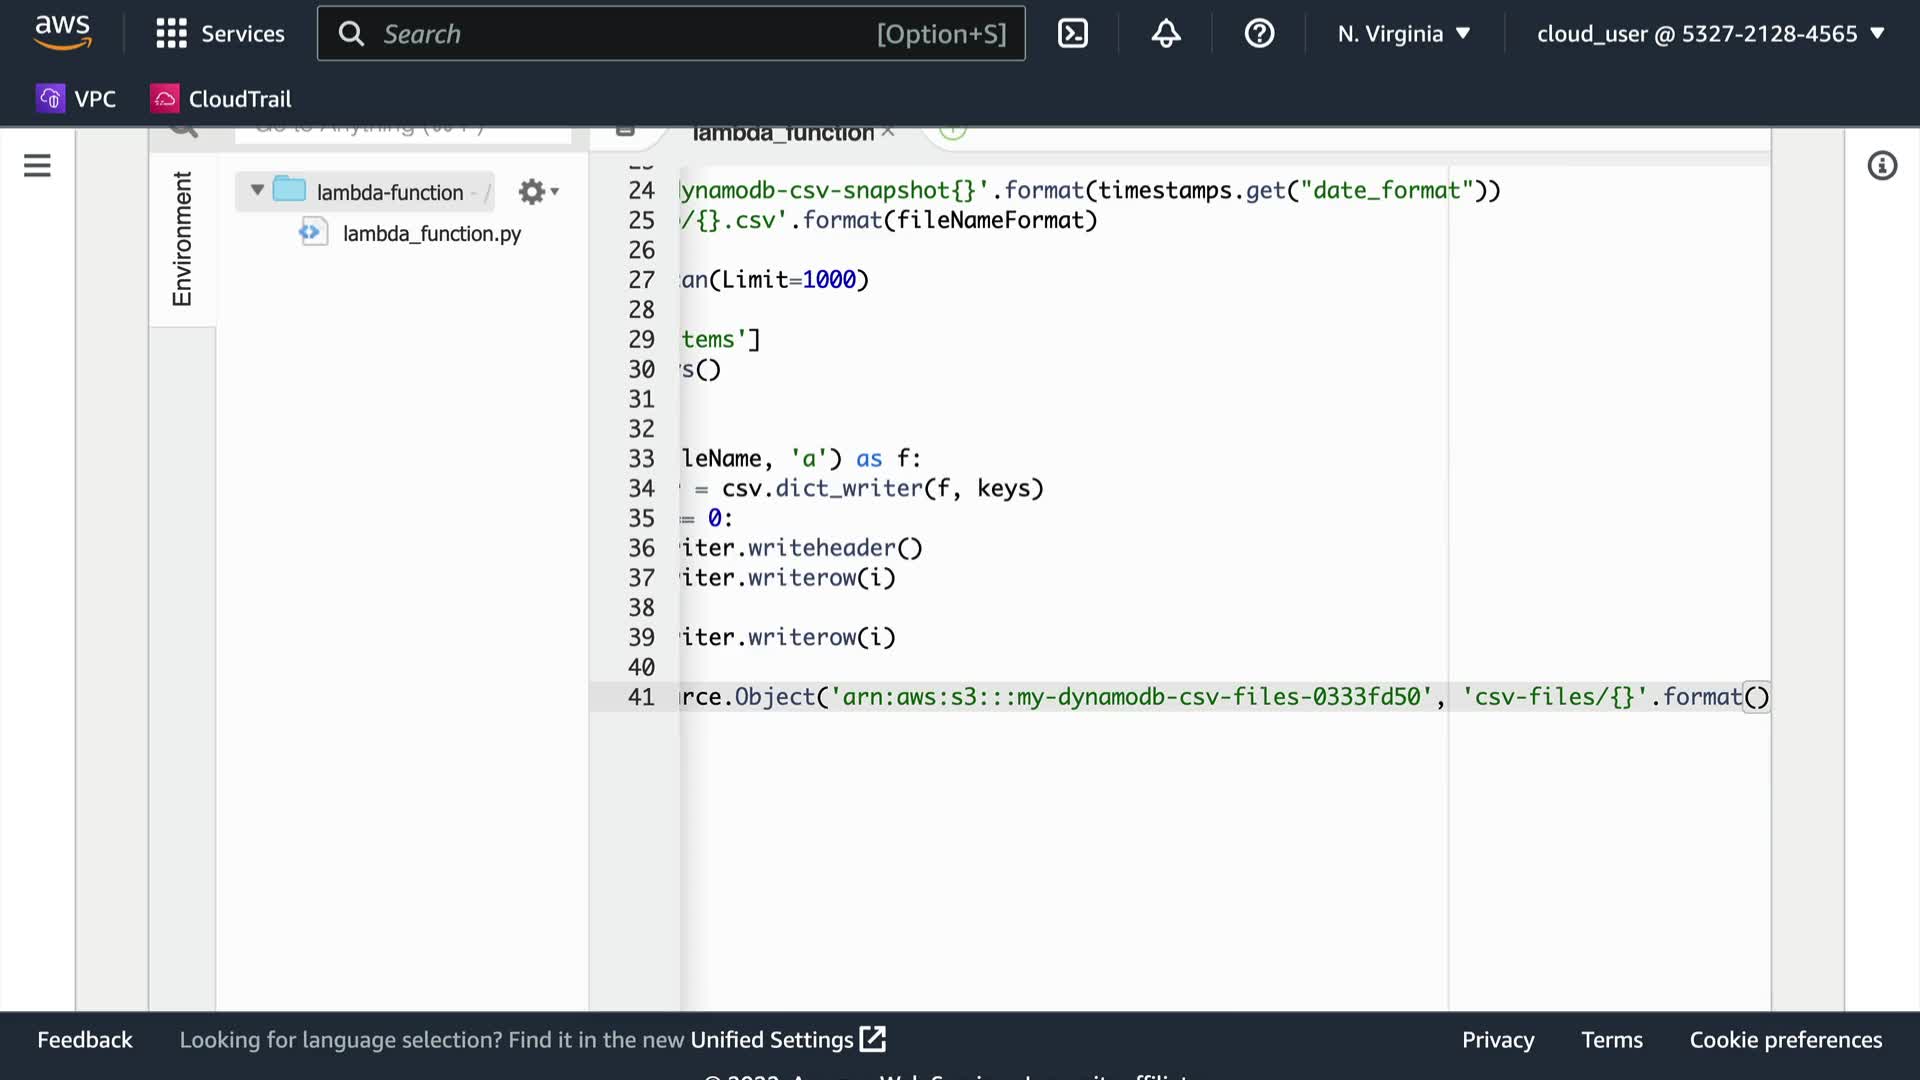 aws
Services
Search
[Option+S]
N. Virginia
cloud_user @ 5327-2128-4565
VPC
CloudTrail
lambda_function ×
Environment
lambda-function - /
lambda_function.py
24 ynamodb-csv-snapshot{}'.format(timestamps.get("date_format"))
25 /{}.csv'.format(fileNameFormat)
26
27 an(Limit=1000)
28
29 tems']
30 s()
31
32
33 leName, 'a') as f:
34 = csv.dict_writer(f, keys)
35 == 0:
36 iter.writeheader()
37 iter.writerow(i)
38
39 iter.writerow(i)
40
41 rce.Object('arn:aws:s3:::my-dynamodb-csv-files-0333fd50', 'csv-files/{}'.format()
Feedback
Looking for language selection? Find it in the new Unified Settings
Privacy
Terms
Cookie preferences